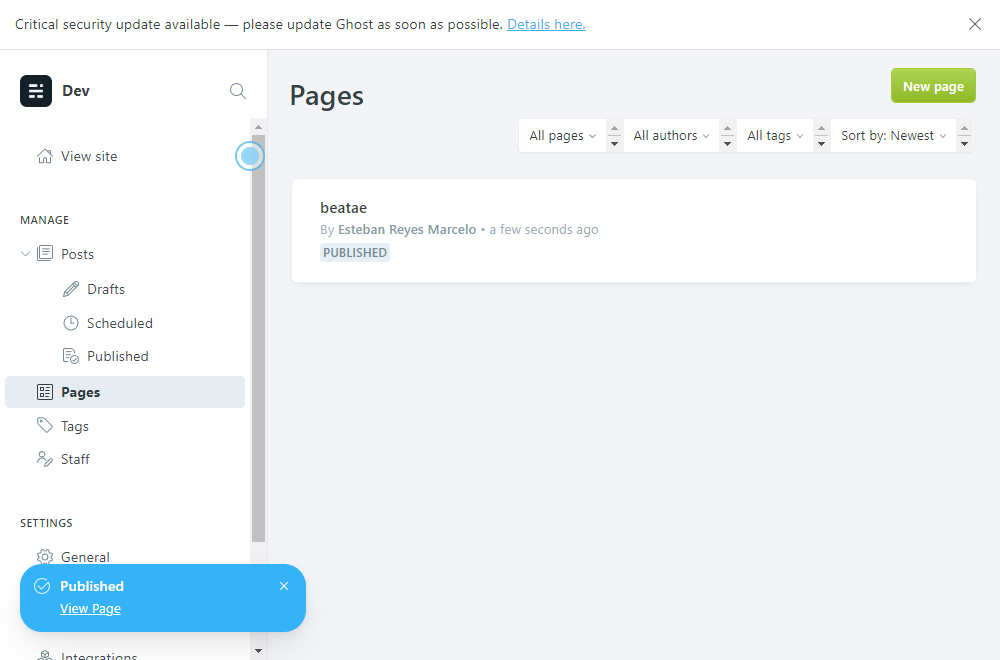 Critical security update available — please update Ghost as soon as possible. Details here.
Dev
View site
MANAGE
Posts
Drafts
Scheduled
Published
Pages
Tags
Staff
SETTINGS
General
Integrations
Published
View Page
Pages
New page
All pages
All authors
All tags
Sort by: Newest
beatae
By Esteban Reyes Marcelo • a few seconds ago
PUBLISHED